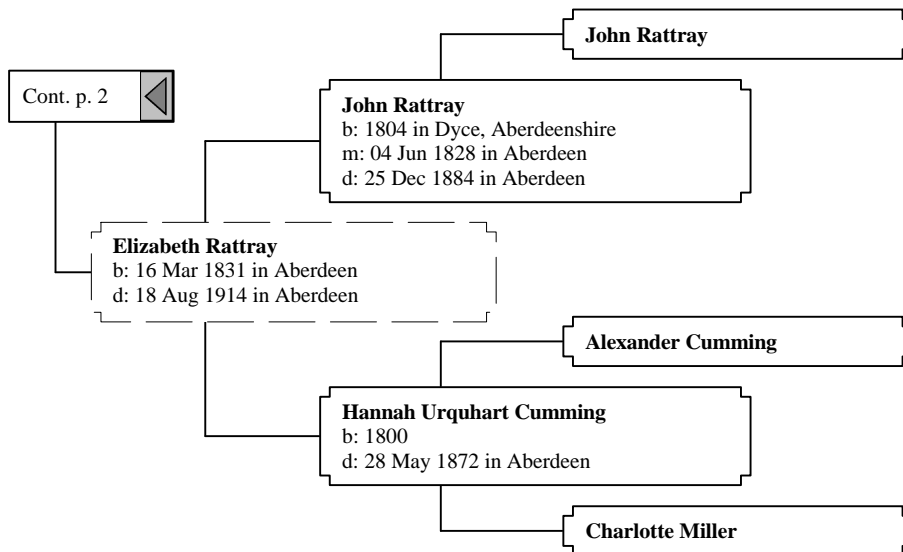 John Rattray
Cont. p. 2
John Rattray
b: 1804 in Dyce, Aberdeenshire
m: 04 Jun 1828 in Aberdeen
d: 25 Dec 1884 in Aberdeen
Elizabeth Rattray
b: 16 Mar 1831 in Aberdeen
d: 18 Aug 1914 in Aberdeen
Alexander Cumming
Hannah Urquhart Cumming
b: 1800
d: 28 May 1872 in Aberdeen
Charlotte Miller